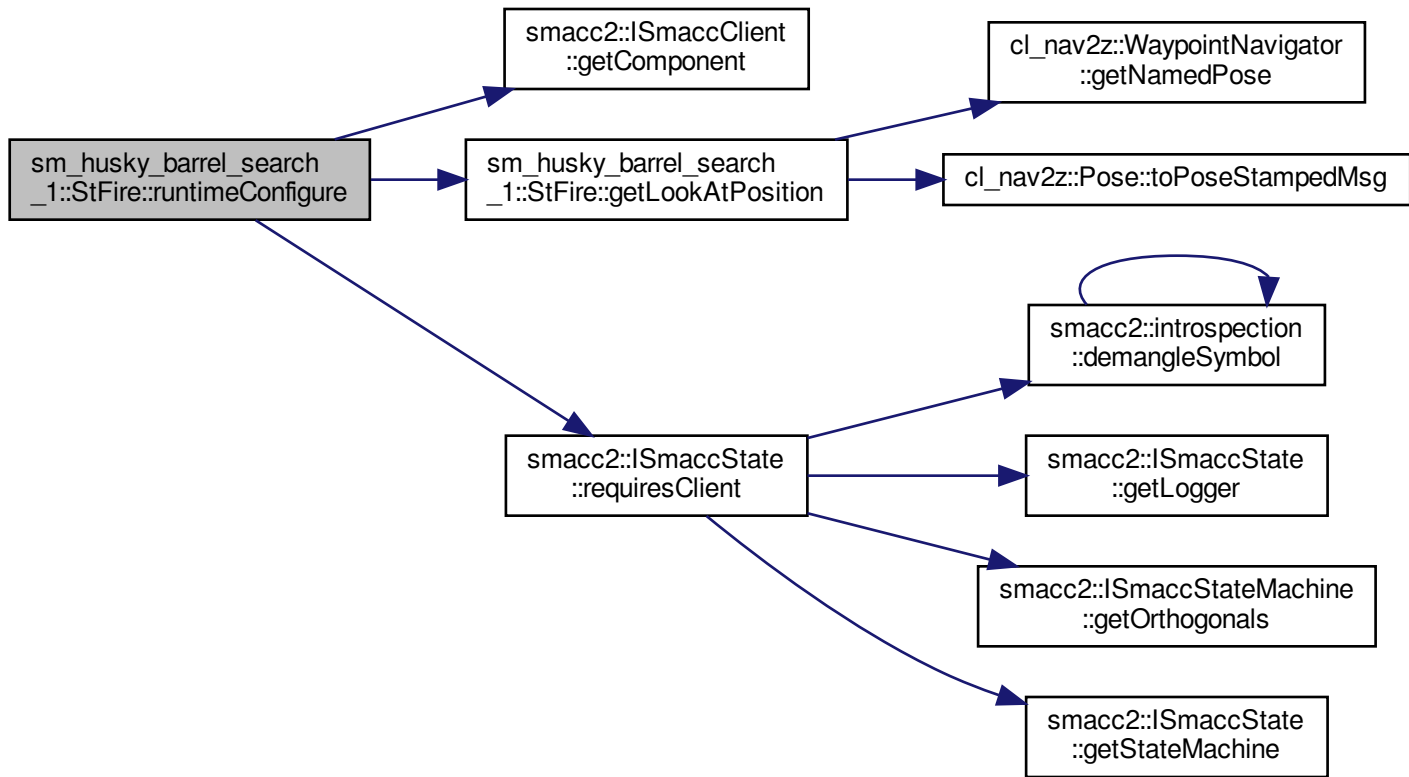 smacc2::ISmaccClient
::getComponent
cl_nav2z::WaypointNavigator
::getNamedPose
sm_husky_barrel_search
_1::StFire::runtimeConfigure
sm_husky_barrel_search
_1::StFire::getLookAtPosition
cl_nav2z::Pose::toPoseStampedMsg
smacc2::introspection
::demangleSymbol
smacc2::ISmaccState
::requiresClient
smacc2::ISmaccState
::getLogger
smacc2::ISmaccStateMachine
::getOrthogonals
smacc2::ISmaccState
::getStateMachine